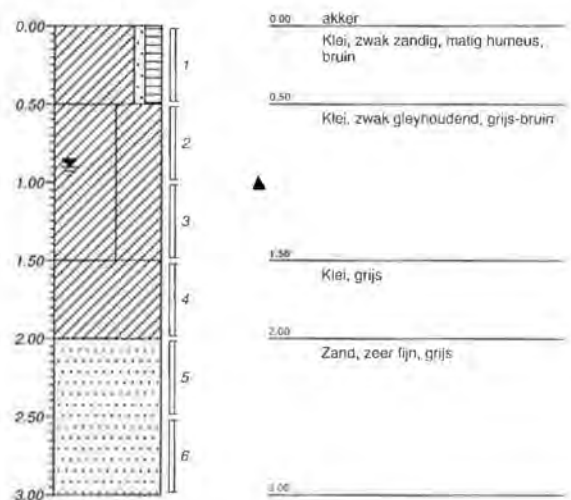 0.00
0.50
1.00
1.50
2.00
2.50
3.00
1
2
3
4
5
6
0.00 akker
Klei, zwak zandig, matig humeus,
bruin
0.50
Klei, zwak gleyhoudend, grijs-bruin
1.50
Klei, grijs
2.00
Zand, zeer fijn, grijs
3.00